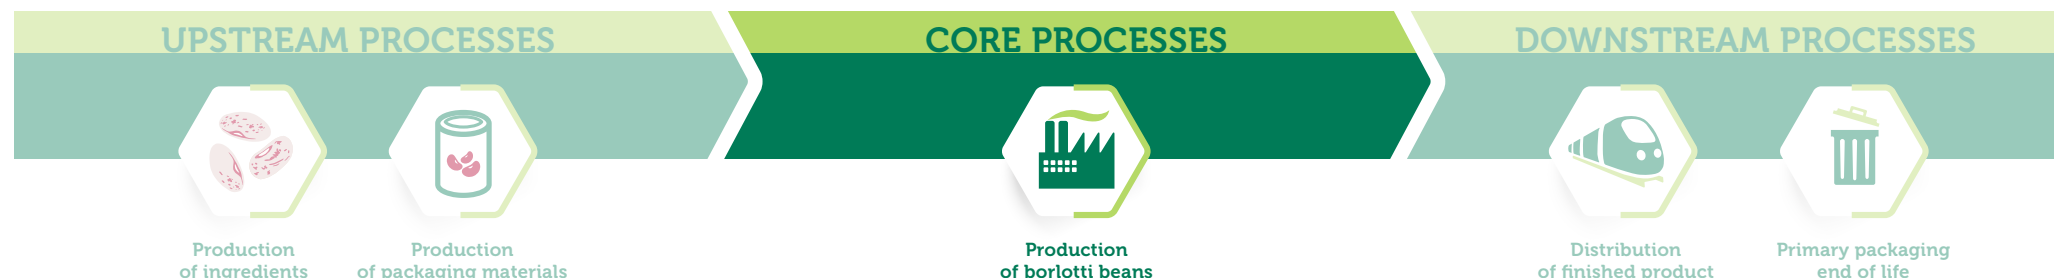 UPSTREAM PROCESSES
CORE PROCESSES
DOWNSTREAM PROCESSES
Production
of ingredients
Production
of packaging materials
Production
of borlotti beans
Distribution
of finished product
Primary packaging
end of life